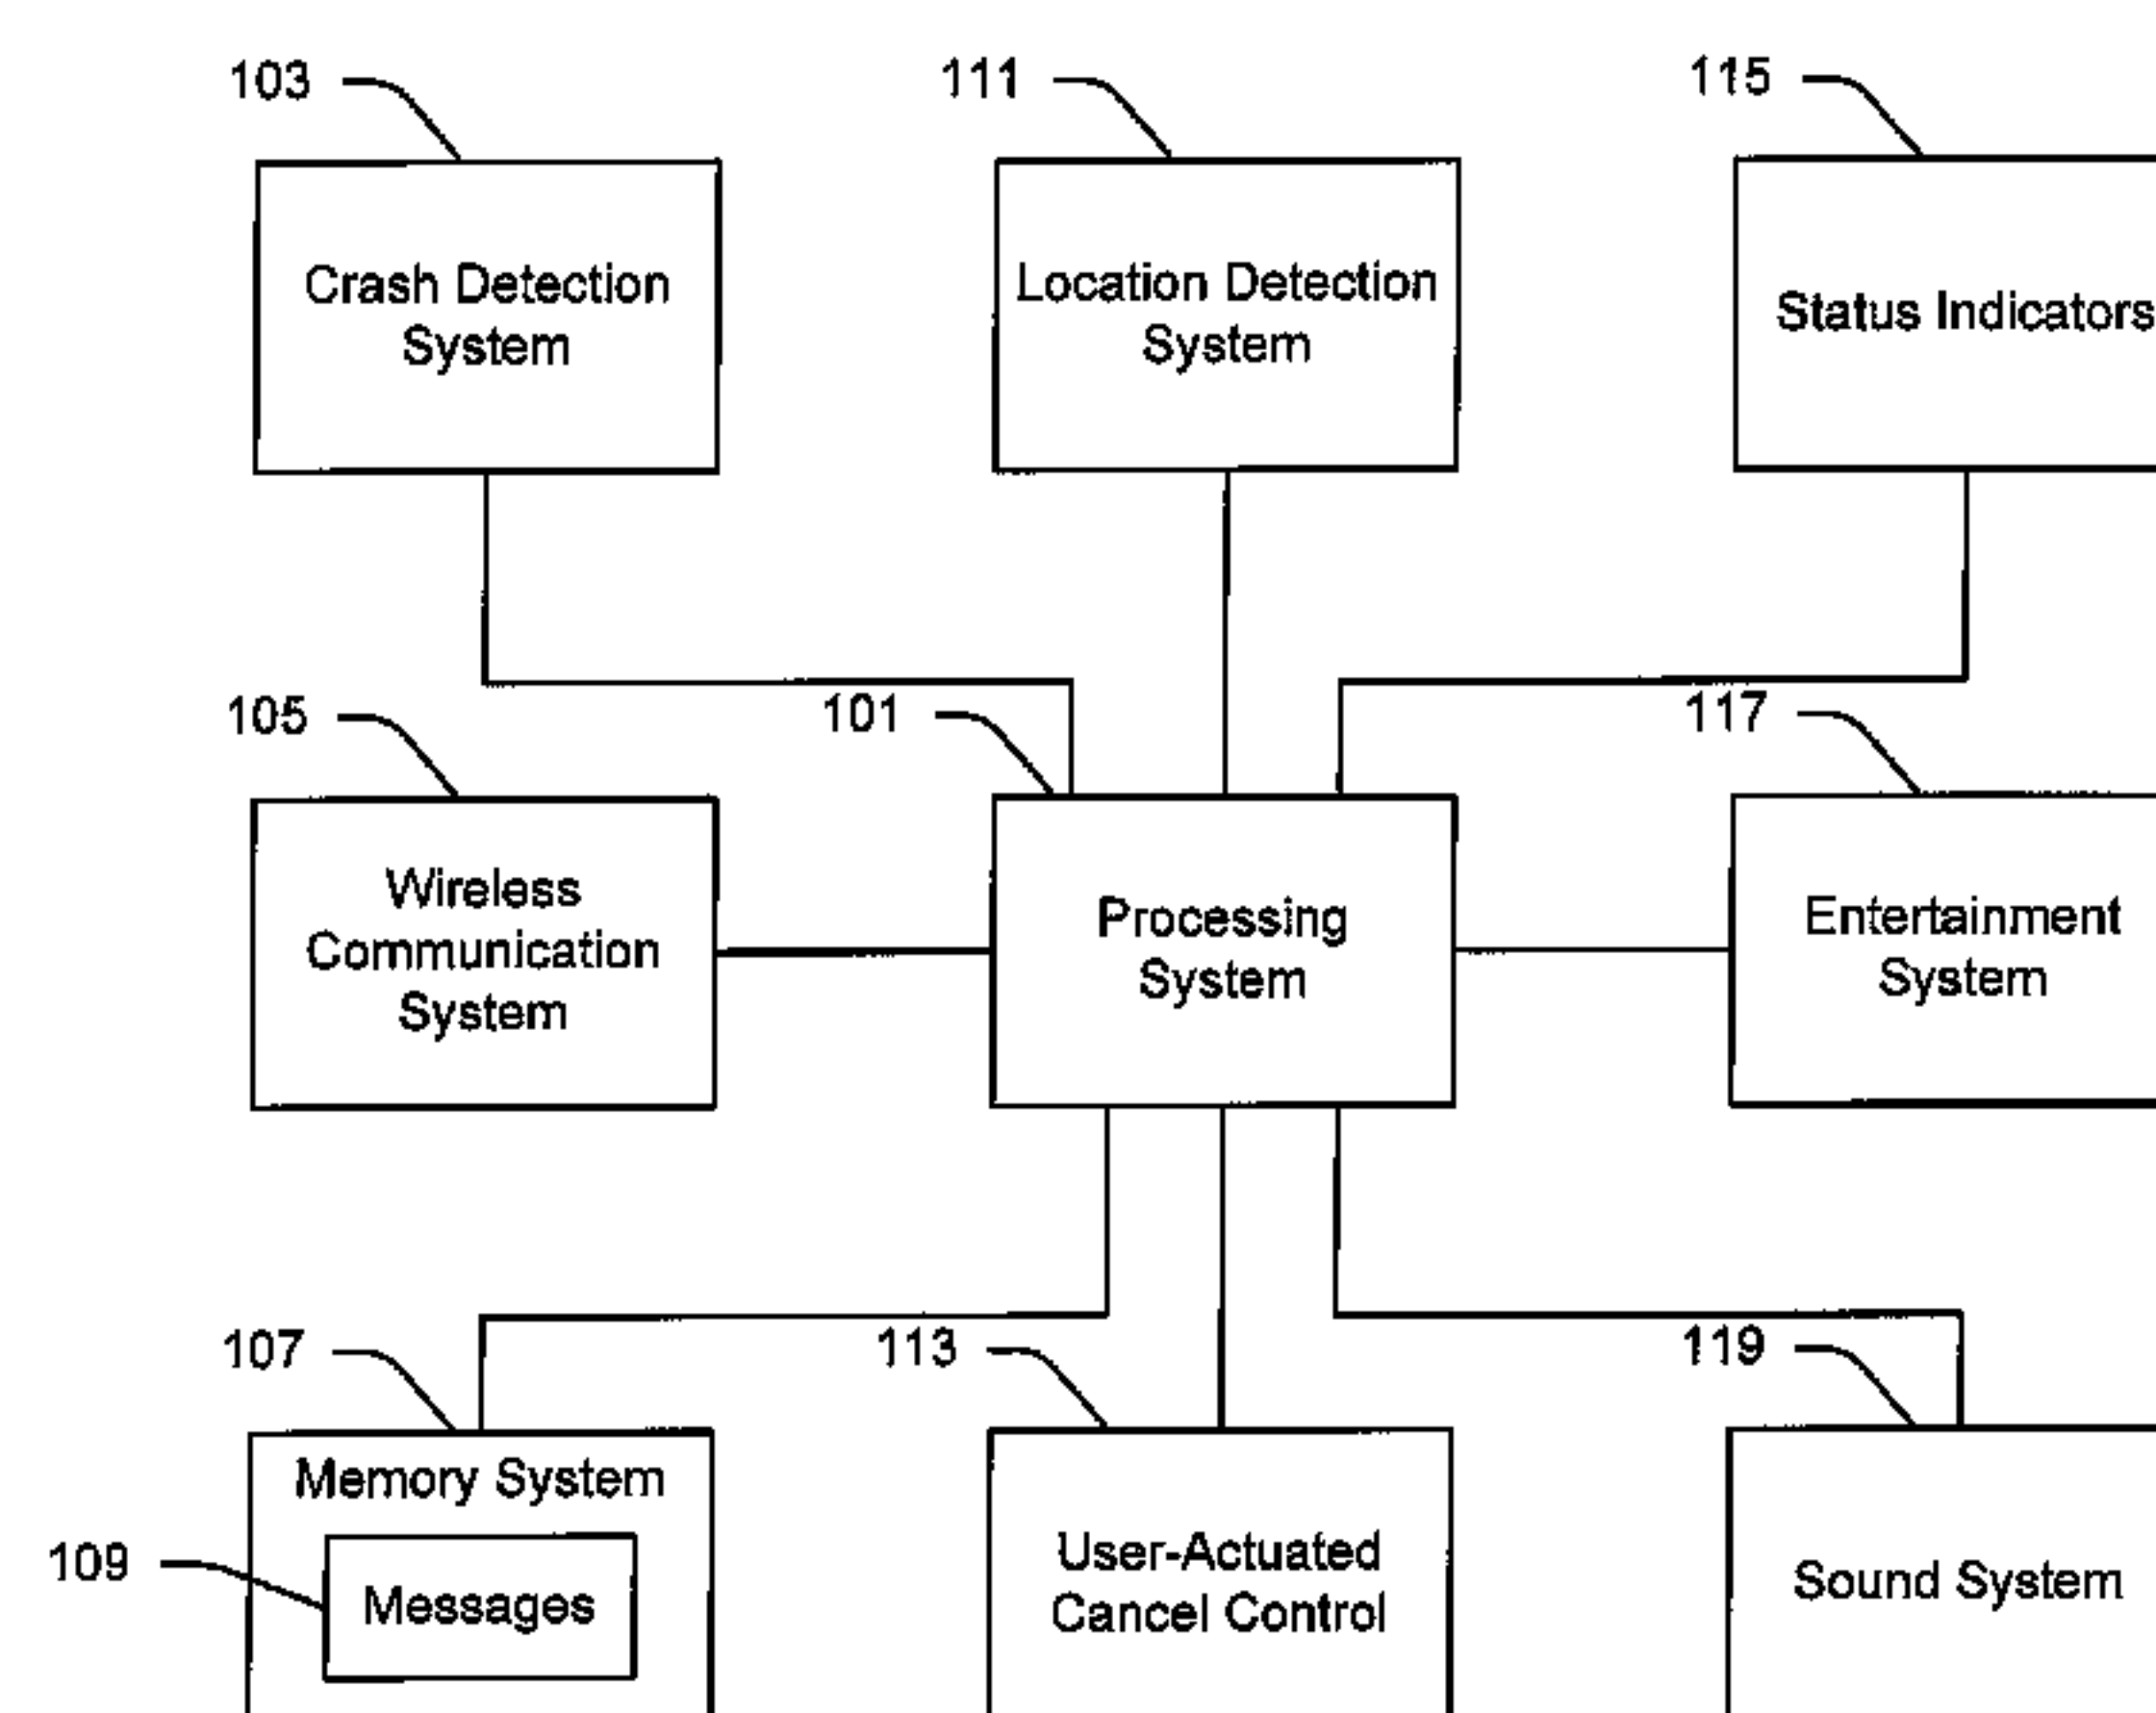 103
111
115
Crash Detection
System
Location Detection
System
Status Indicators
105
101
117
Wireless
Communication
System
Processing
System
Entertainment
System
107
113
119
Memory System
109
Messages
User-Actuated
Cancel Control
Sound System